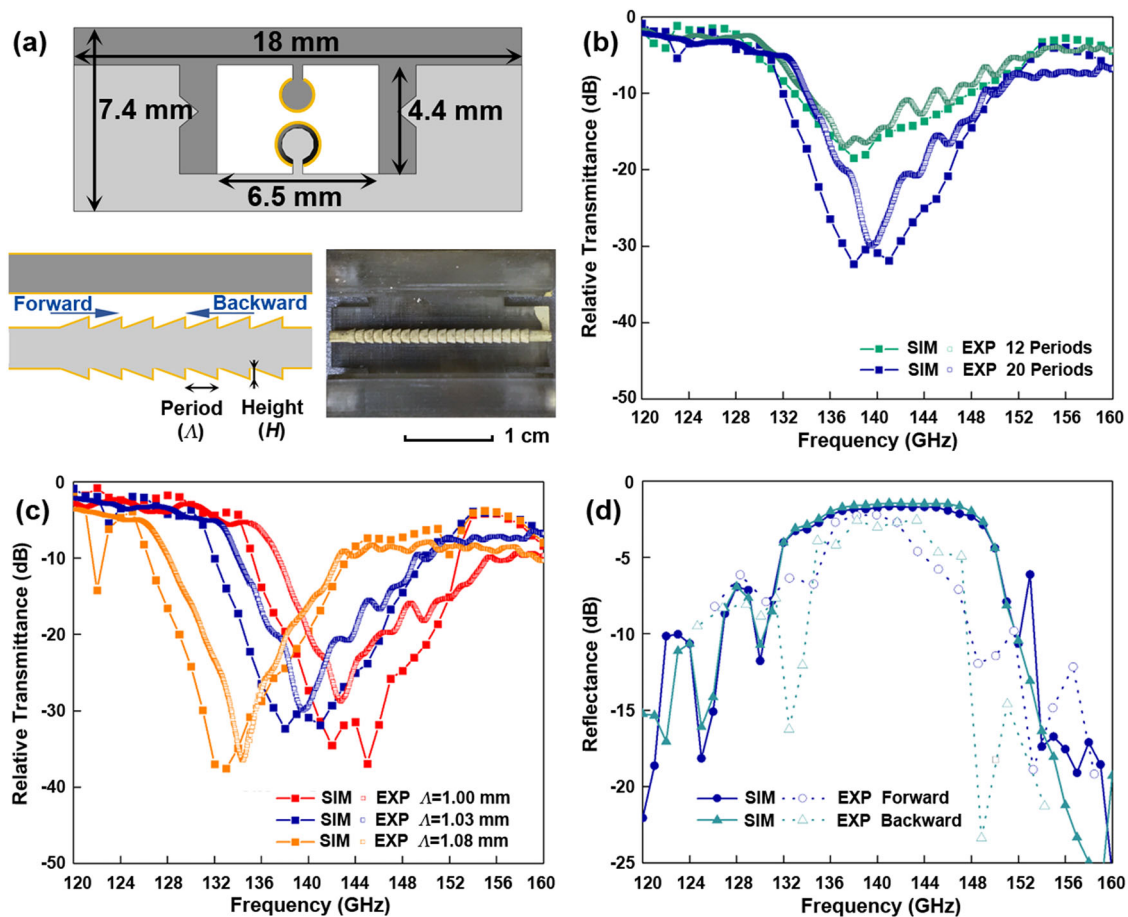 (a)
18 mm
7.4 mm
4.4 mm
6.5 mm
Forward
Backward
Period
(Λ)
Height
(H)
1 cm
(b)
Relative Transmittance (dB)
0
-10
-20
-30
-40
-50
SIM EXP 12 Periods
SIM EXP 20 Periods
120 124 128 132 136 140 144 148 152 156 160
Frequency (GHz)
(c)
Relative Transmittance (dB)
0
-10
-20
-30
-40
-50
SIM EXP Λ=1.00 mm
SIM EXP Λ=1.03 mm
SIM EXP Λ=1.08 mm
120 124 128 132 136 140 144 148 152 156 160
Frequency (GHz)
(d)
Reflectance (dB)
0
-5
-10
-15
-20
-25
SIM EXP Forward
SIM EXP Backward
120 124 128 132 136 140 144 148 152 156 160
Frequency (GHz)